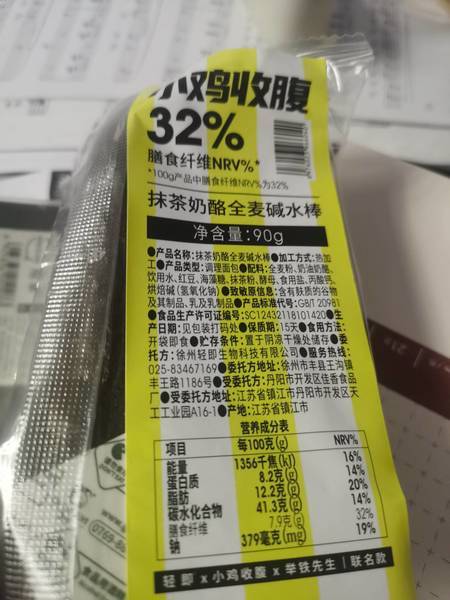 小鸡收腹
32%
膳食纤维NRV%*
*100g产品中膳食纤维NRV%为32%
抹茶奶酪全麦碱水棒
净含量:90g
●产品名称:抹茶奶酪全麦碱水棒●加工方式:热加
工●产品类型:调理面包●配料:全麦粉、奶油奶酪、
饮用水、红豆、海藻糖、抹茶粉、酵母、食用盐、丙酸钙、
烘焙碱(氢氧化钠)●致敏原信息:含有麸质的谷物
及其制品、乳及乳制品●产品标准代号:GB/T 20981
●食品生产许可证编号:SC12432118101420●生
产日期:见包装打码处●保质期:15天●食用方法:
开袋即食●贮存条件:置于阴凉干燥处储存●委
托方:徐州轻即生物科技有限公司●服务热线:
025-83467169●委托方地址:徐州市丰县王沟镇
丰王路1186号●受委托方:丹阳市开发区佳香食品
厂●受委托方地址:江苏省镇江市丹阳市开发区天
工工业园A16-1●产地:江苏省镇江市
营养成分表
项目 每100克(g) NRV%
能量 1356千焦(kJ) 16%
蛋白质 8.2克(g) 14%
脂肪 12.2克(g) 20%
碳水化合物 41.3克(g) 14%
膳食纤维 7.9克(g) 32%
钠 379毫克(mg) 19%
轻即 x 小鸡收腹 x 举铁先生 | 联名款